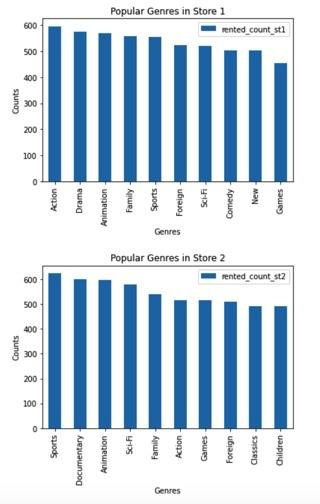 Popular Genres in Store 1
rented_count_st1
600
500
400
300
200
100
0
Counts
Action
Drama
Animation
Family
Sports
Foreign
Sci-Fi
Comedy
New
Games
Genres
Popular Genres in Store 2
rented_count_st2
600
500
400
300
200
100
0
Counts
Sports
Documentary
Animation
Sci-Fi
Family
Action
Games
Foreign
Classics
Children
Genres